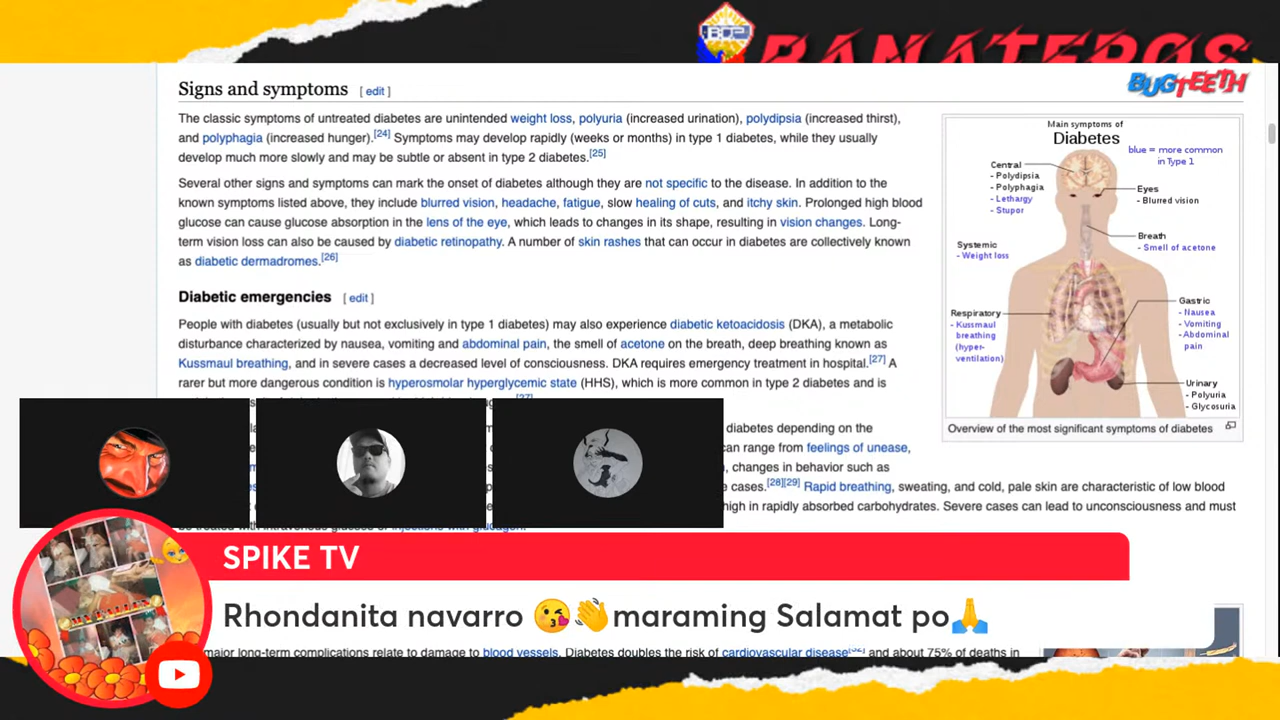 BCP
BANATEROS
BUGTEETH
Signs and symptoms [ edit ]
The classic symptoms of untreated diabetes are unintended weight loss, polyuria (increased urination), polydipsia (increased thirst),
and polyphagia (increased hunger).[24] Symptoms may develop rapidly (weeks or months) in type 1 diabetes, while they usually
develop much more slowly and may be subtle or absent in type 2 diabetes.[25]
Several other signs and symptoms can mark the onset of diabetes although they are not specific to the disease. In addition to the
known symptoms listed above, they include blurred vision, headache, fatigue, slow healing of cuts, and itchy skin. Prolonged high blood
glucose can cause glucose absorption in the lens of the eye, which leads to changes in its shape, resulting in vision changes. Long-
term vision loss can also be caused by diabetic retinopathy. A number of skin rashes that can occur in diabetes are collectively known
as diabetic dermadromes.[26]
Diabetic emergencies [ edit ]
People with diabetes (usually but not exclusively in type 1 diabetes) may also experience diabetic ketoacidosis (DKA), a metabolic
disturbance characterized by nausea, vomiting and abdominal pain, the smell of acetone on the breath, deep breathing known as
Kussmaul breathing, and in severe cases a decreased level of consciousness. DKA requires emergency treatment in hospital.[27] A
rarer but more dangerous condition is hyperosmolar hyperglycemic state (HHS), which is more common in type 2 diabetes and is
diabetes depending on the
can range from feelings of unease,
, changes in behavior such as
cases.[28][29] Rapid breathing, sweating, and cold, pale skin are characteristic of low blood
high in rapidly absorbed carbohydrates. Severe cases can lead to unconsciousness and must
be treated with intravenous glucose or injections with glucagon.
Main symptoms of
Diabetes
blue = more common
in Type 1
Central
- Polydipsia
- Polyphagia
- Lethargy
- Stupor
Eyes
- Blurred vision
Breath
- Smell of acetone
Systemic
- Weight loss
Respiratory
- Kussmaul
breathing
(hyper-
ventilation)
Gastric
- Nausea
- Vomiting
- Abdominal
pain
Urinary
- Polyuria
- Glycosuria
Overview of the most significant symptoms of diabetes
SPIKE TV
Rhondanita navarro 😘👋maraming Salamat po🙏
major long-term complications relate to damage to blood vessels. Diabetes doubles the risk of cardiovascular disease[32] and about 75% of deaths in